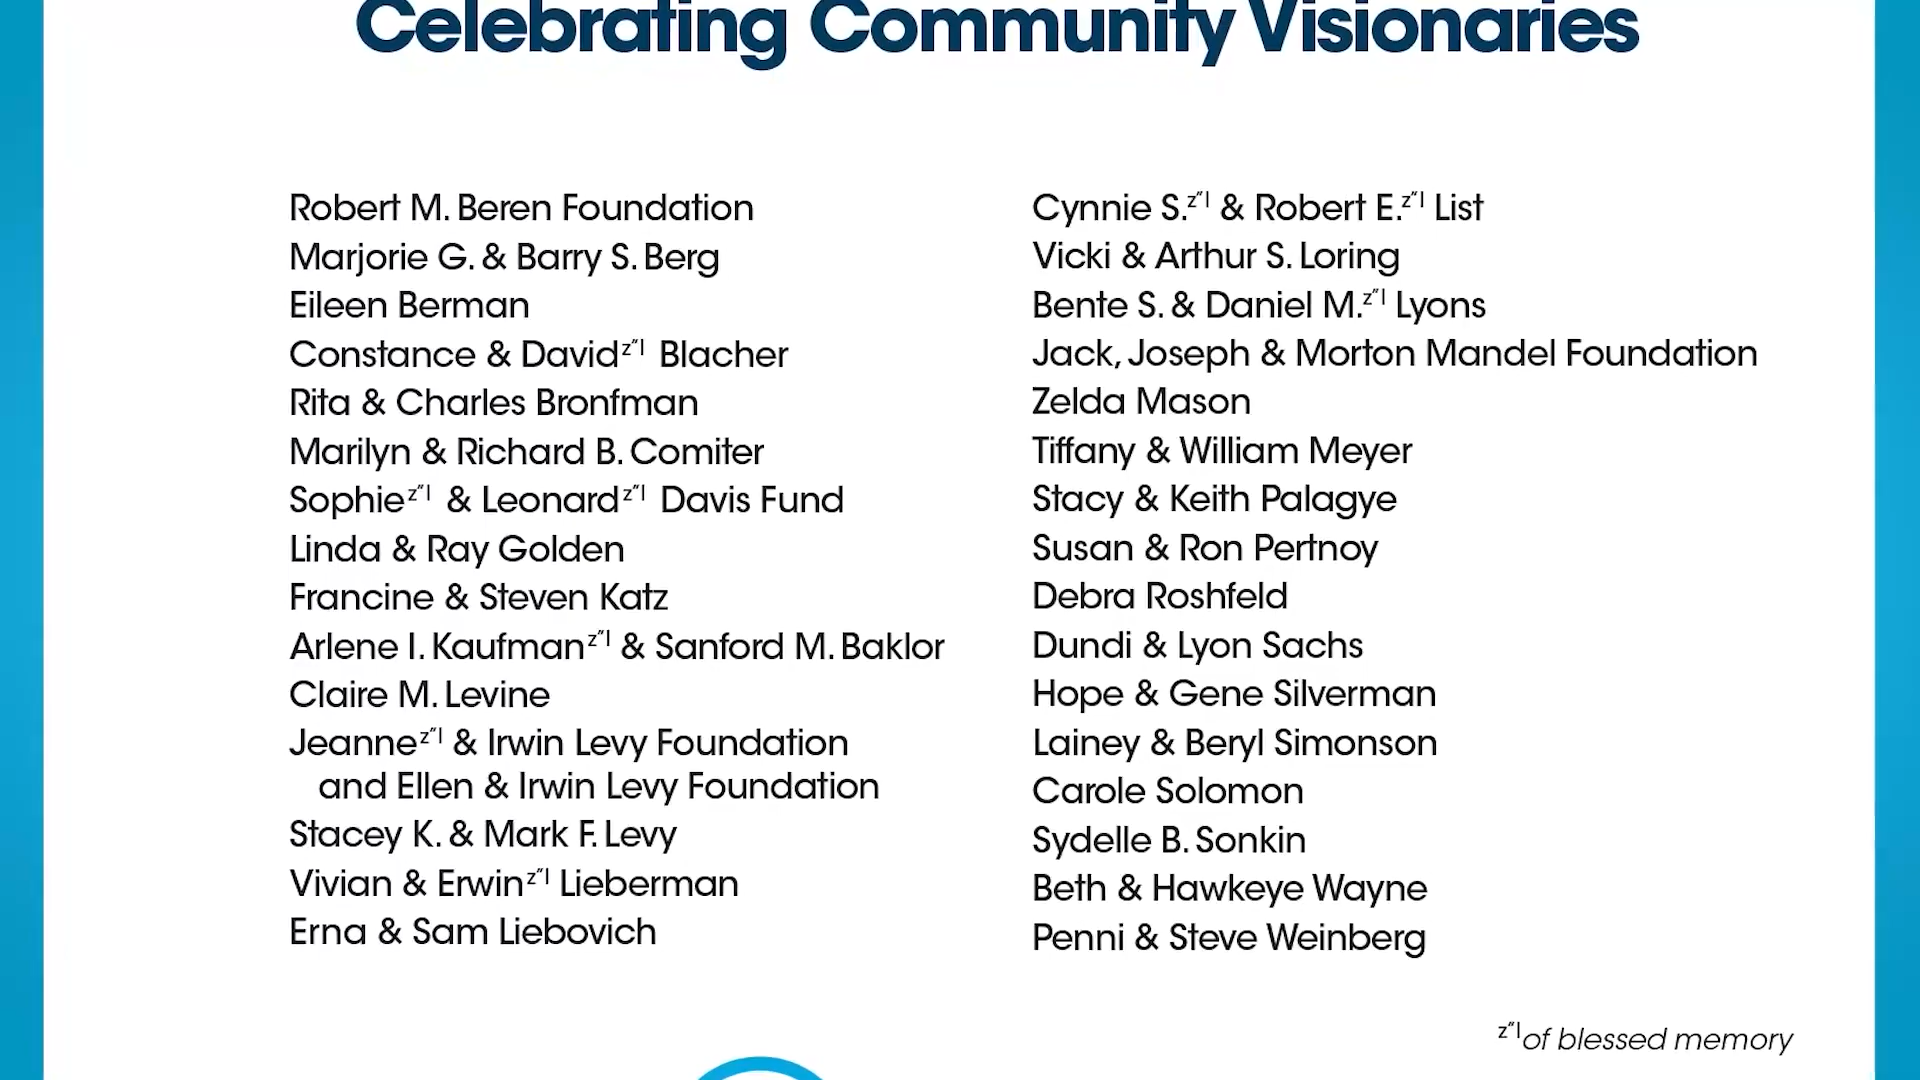 Celebrating Community Visionaries
Robert M. Beren Foundation
Marjorie G. & Barry S. Berg
Eileen Berman
Constance & David z"l Blacher
Rita & Charles Bronfman
Marilyn & Richard B. Comiter
Sophie z"l & Leonard z"l Davis Fund
Linda & Ray Golden
Francine & Steven Katz
Arlene I. Kaufman z"l & Sanford M. Baklor
Claire M. Levine
Jeanne z"l & Irwin Levy Foundation
and Ellen & Irwin Levy Foundation
Stacey K. & Mark F. Levy
Vivian & Erwin z"l Lieberman
Erna & Sam Liebovich
Cynnie S. z"l & Robert E. z"l List
Vicki & Arthur S. Loring
Bente S. & Daniel M. z"l Lyons
Jack, Joseph & Morton Mandel Foundation
Zelda Mason
Tiffany & William Meyer
Stacy & Keith Palagye
Susan & Ron Pertnoy
Debra Roshfeld
Dundi & Lyon Sachs
Hope & Gene Silverman
Lainey & Beryl Simonson
Carole Solomon
Sydelle B. Sonkin
Beth & Hawkeye Wayne
Penni & Steve Weinberg
z"l of blessed memory